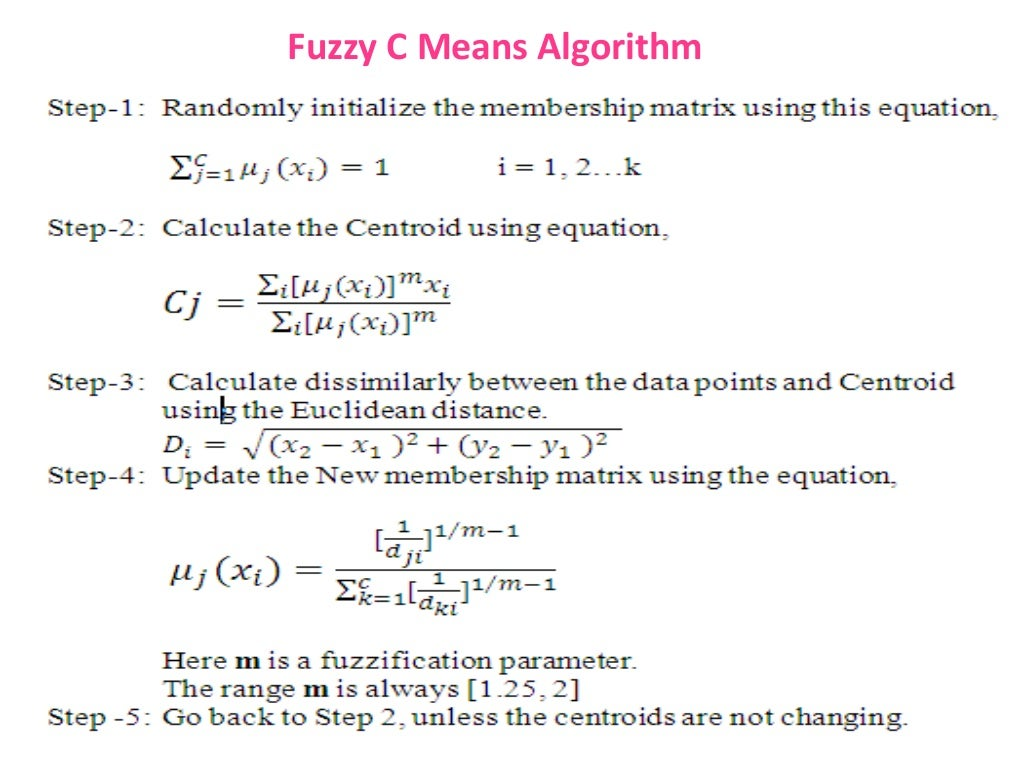 Fuzzy C Means Algorithm
Step-1: Randomly initialize the membership matrix using this equation,
∑ᶜⱼ₌₁ μⱼ(xᵢ) = 1 i = 1, 2...k
Step-2: Calculate the Centroid using equation,
Cj = ∑ᵢ[μⱼ(xᵢ)]ᵐxᵢ / ∑ᵢ[μⱼ(xᵢ)]ᵐ
Step-3: Calculate dissimilarly between the data points and Centroid
using the Euclidean distance.
Dᵢ = √(x₂ − x₁ )² + (y₂ − y₁ )²
Step-4: Update the New membership matrix using the equation,
μⱼ(xᵢ) = [1/dⱼᵢ]^1/m−1 / ∑ᶜₖ₌₁[1/dₖᵢ]^1/m−1
Here m is a fuzzification parameter.
The range m is always [1.25, 2]
Step -5: Go back to Step 2, unless the centroids are not changing.